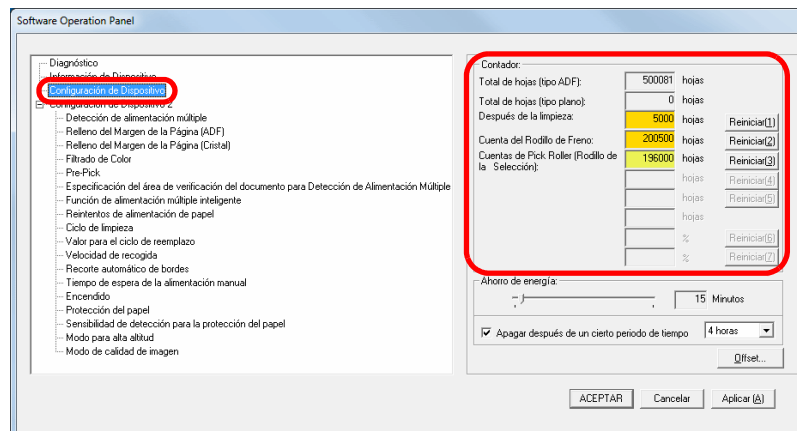 Software Operation Panel
Diagnóstico
Información de Dispositivo
Configuración de Dispositivo
Configuración de Dispositivo 2
Detección de alimentación múltiple
Relleno del Margen de la Página (ADF)
Relleno del Margen de la Página (Cristal)
Filtrado de Color
Pre-Pick
Especificación del área de verificación del documento para Detección de Alimentación Múltiple
Función de alimentación múltiple inteligente
Reintentos de alimentación de papel
Ciclo de limpieza
Valor para el ciclo de reemplazo
Velocidad de recogida
Recorte automático de bordes
Tiempo de espera de la alimentación manual
Encendido
Protección del papel
Sensibilidad de detección para la protección del papel
Modo para alta altitud
Modo de calidad de imagen
Contador:
Total de hojas (tipo ADF): 500081 hojas
Total de hojas (tipo plano): 0 hojas
Después de la limpieza: 5000 hojas Reiniciar(1)
Cuenta del Rodillo de Freno: 200500 hojas Reiniciar(2)
Cuentas de Pick Roller (Rodillo de 196000 hojas Reiniciar(3)
la Selección):
hojas Reiniciar(4)
hojas Reiniciar(5)
hojas
% Reiniciar(6)
% Reiniciar(7)
Ahorro de energía:
15 Minutos
Apagar después de un cierto periodo de tiempo 4 horas
Offset...
ACEPTAR Cancelar Aplicar (A)